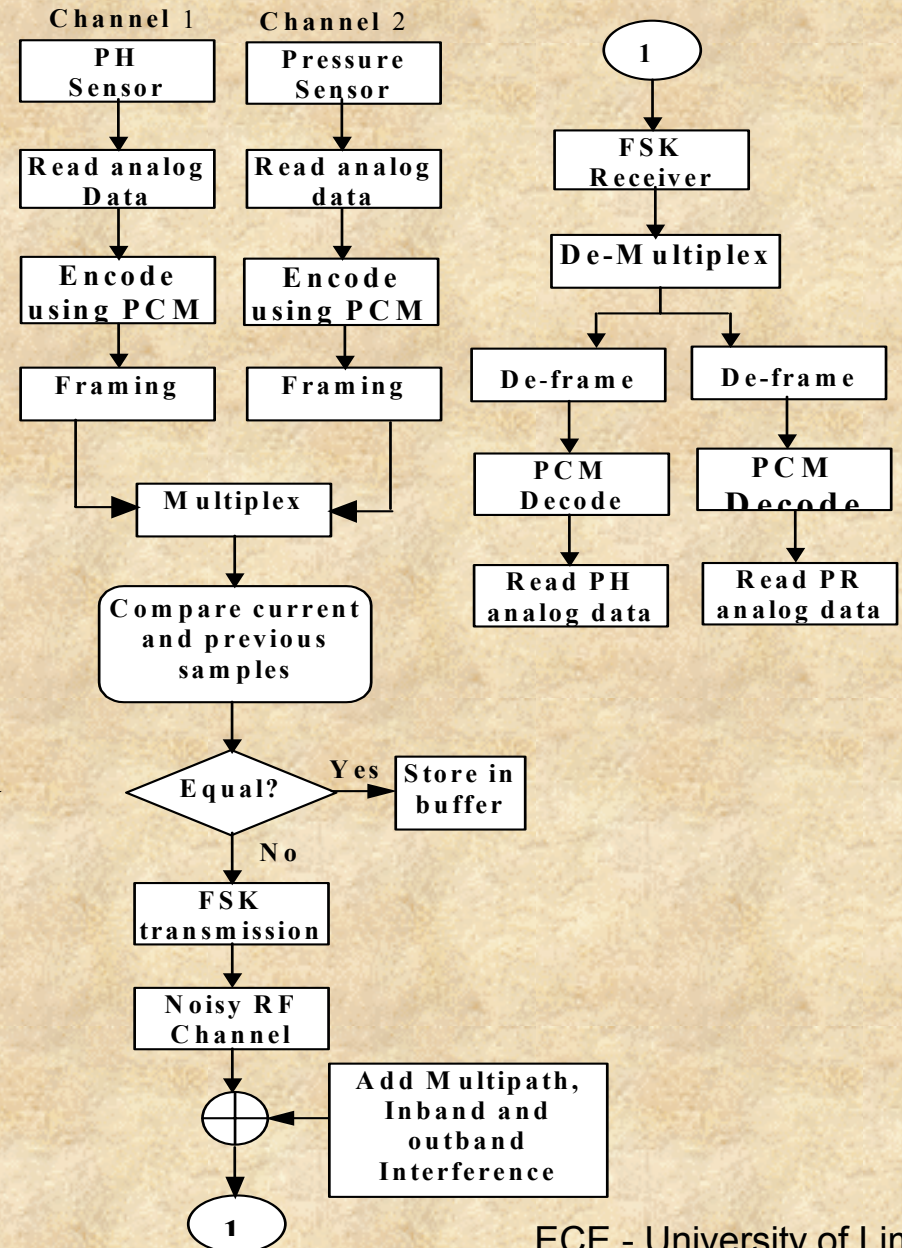 Channel 1
PH
Sensor
Read analog
Data
Encode
using PCM
Framing
Channel 2
Pressure
Sensor
Read analog
data
Encode
using PCM
Framing
Multiplex
Compare current
and previous
samples
Equal?
Yes
Store in
buffer
No
FSK
transmission
Noisy RF
Channel
Add Multipath,
Inband and
outband
Interference
1
1
FSK
Receiver
De-Multiplex
De-frame
PCM
Decode
Read PH
analog data
De-frame
PCM
Decode
Read PR
analog data
ECE - University of